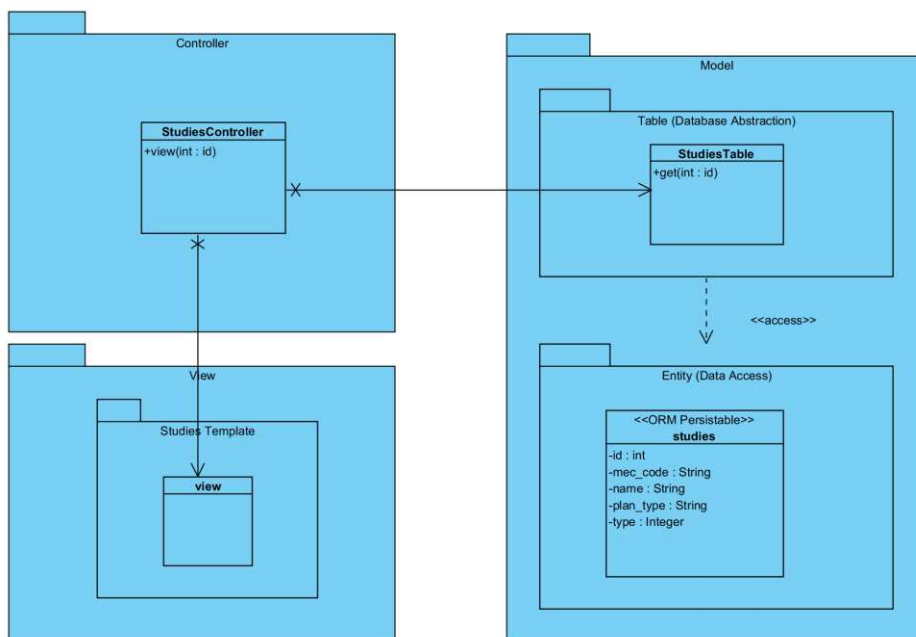 Controller
StudiesController
+view(int : id)
Model
Table (Database Abstraction)
StudiesTable
+get(int : id)
<<access>>
View
Studies Template
view
Entity (Data Access)
<<ORM Persistable>>
studies
-id : int
-mec_code : String
-name : String
-plan_type : String
-type : Integer